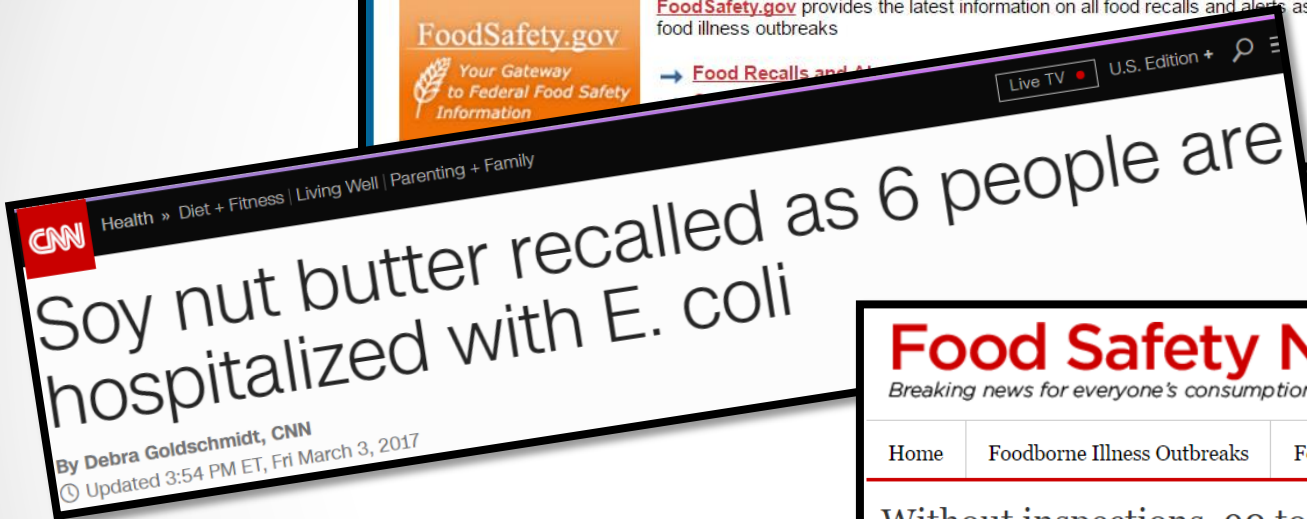 FoodSafety.gov provides the latest information on all food recalls and alerts as
food illness outbreaks
FoodSafety.gov
Your Gateway
to Federal Food Safety
Information
→ Food Recalls and
Live TV
U.S. Edition +
CNN
Health » Diet + Fitness | Living Well | Parenting + Family
Soy nut butter recalled as 6 people are
hospitalized with E. coli
By Debra Goldschmidt, CNN
Updated 3:54 PM ET, Fri March 3, 2017
Food Safety N
Breaking news for everyone's consumption
Home
Foodborne Illness Outbreaks
Without inspections,